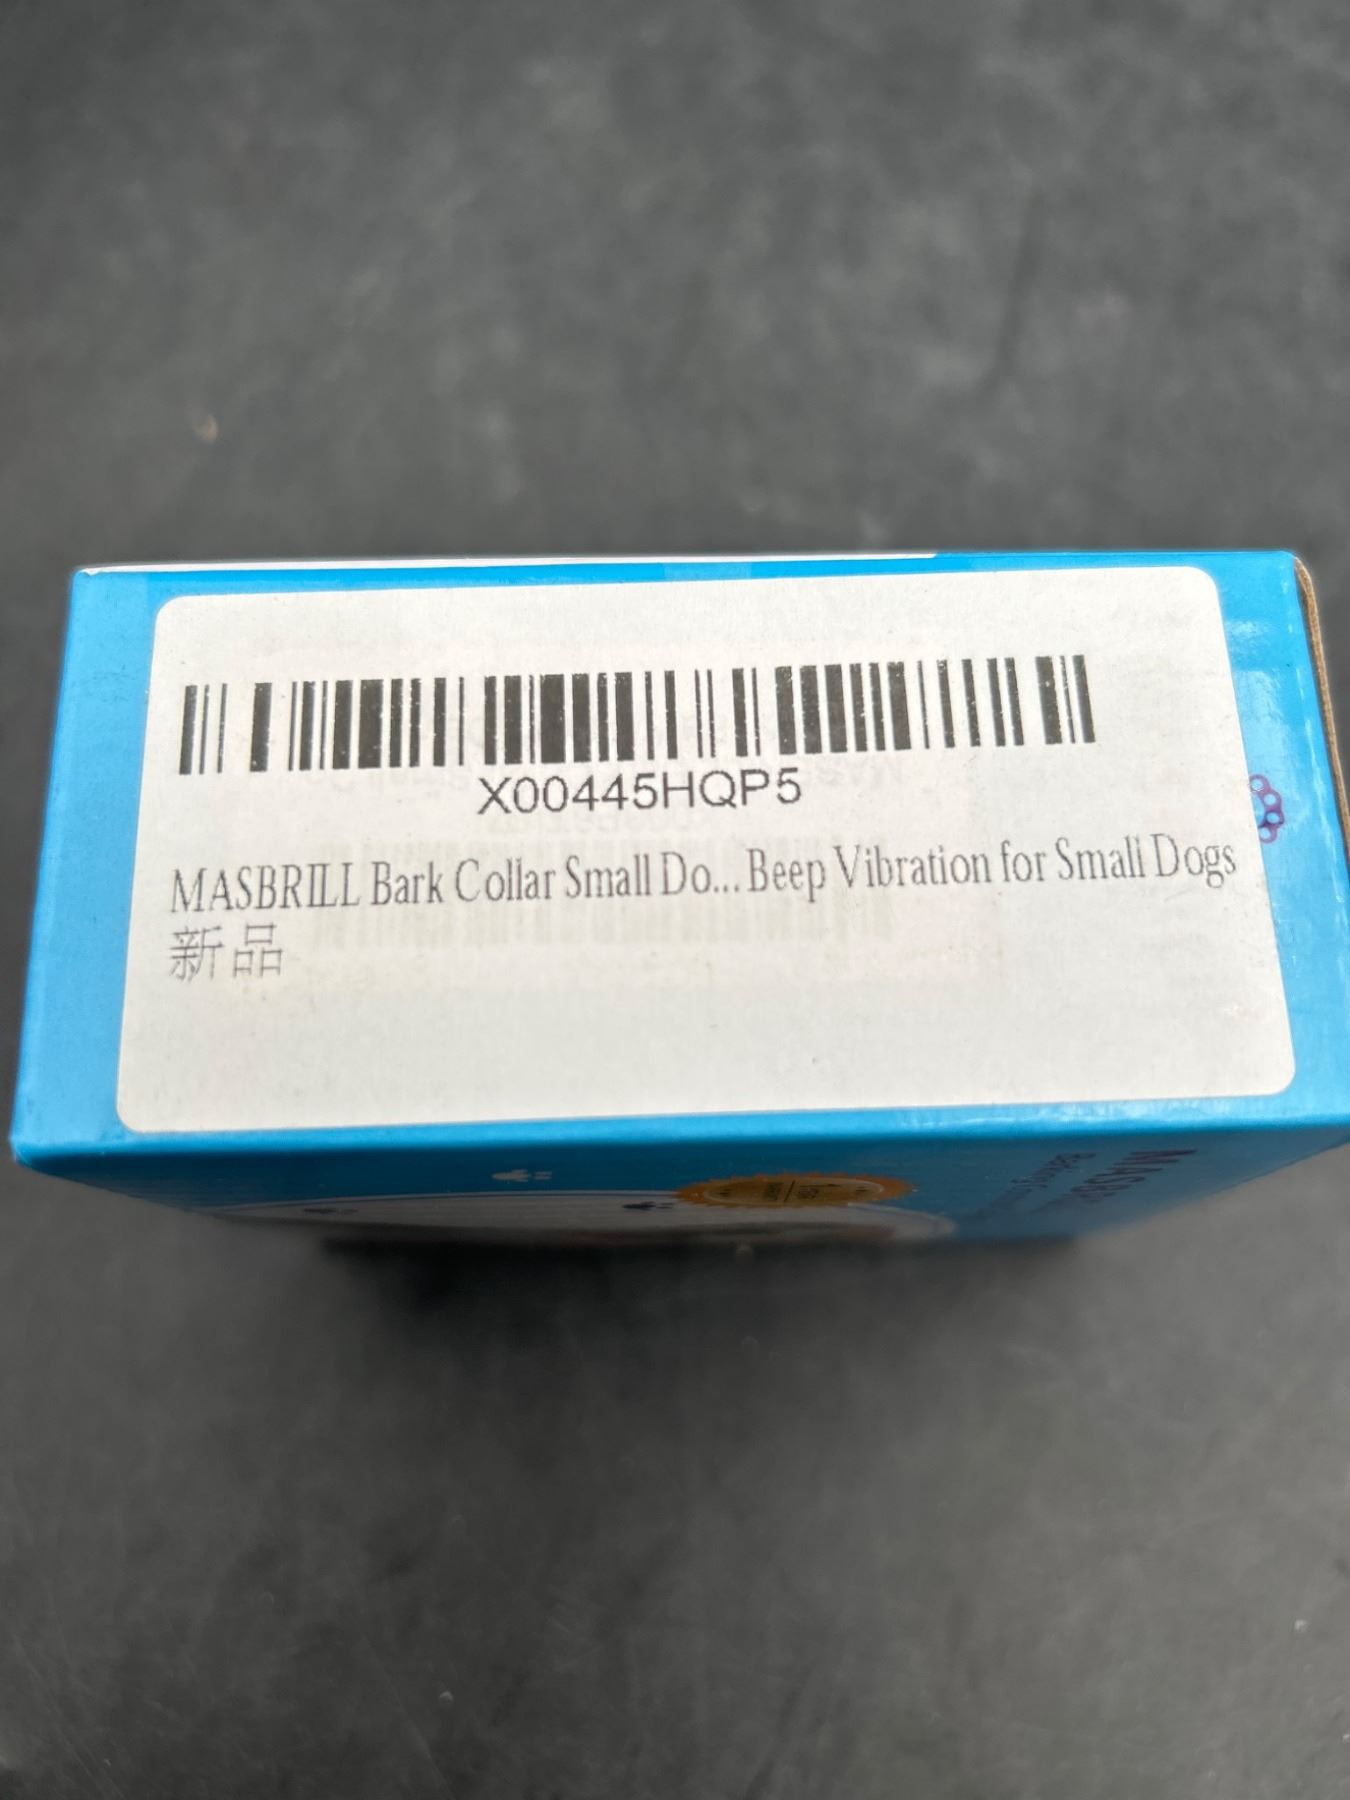 X00445HQP5
MASBRILL Bark Collar Small Do... Beep Vibration for Small Dogs
新品